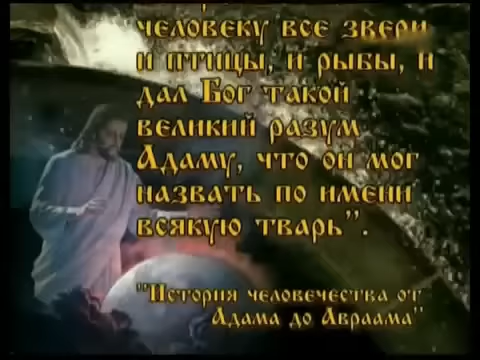 человеку все звери
и птицы, и рыбы, и
дал Бог такой
великий разум
Адаму, что он мог
назвать по имени
всякую тварь".
"История человечества от
Адама до Авраама"